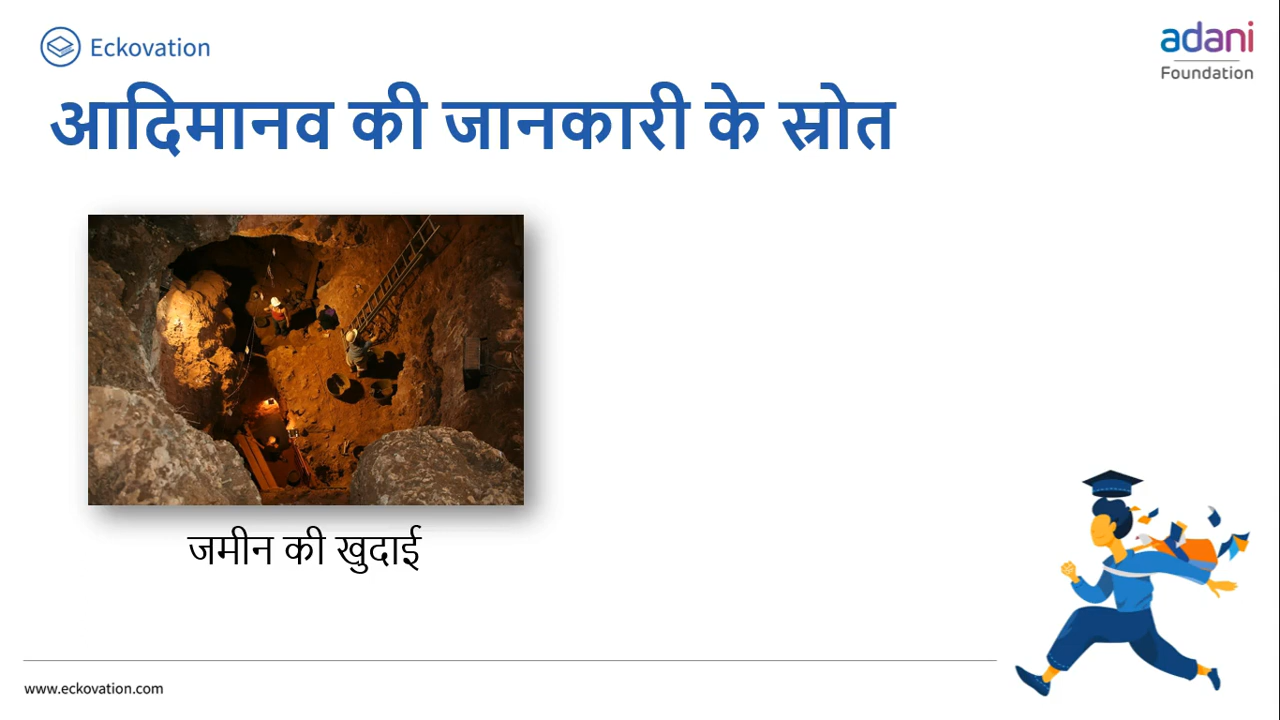 Eckovation
adani
Foundation
आदिमानव की जानकारी के स्रोत
जमीन की खुदाई
www.eckovation.com